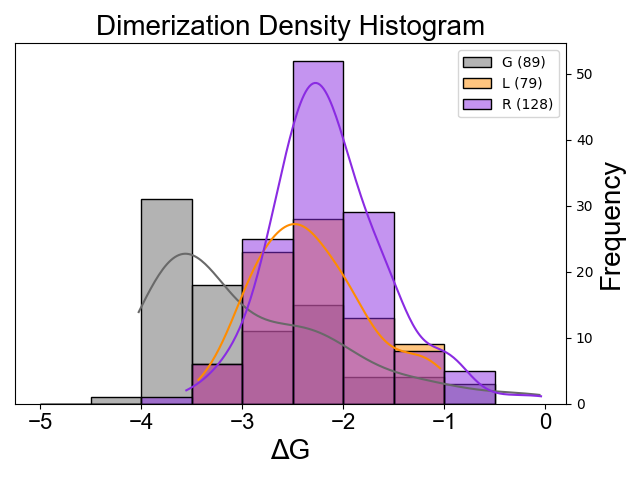 Dimerization Density Histogram
G (89)
L (79)
R (128)
50
40
30
20
10
0
Frequency
−5 −4 −3 −2 −1 0
ΔG